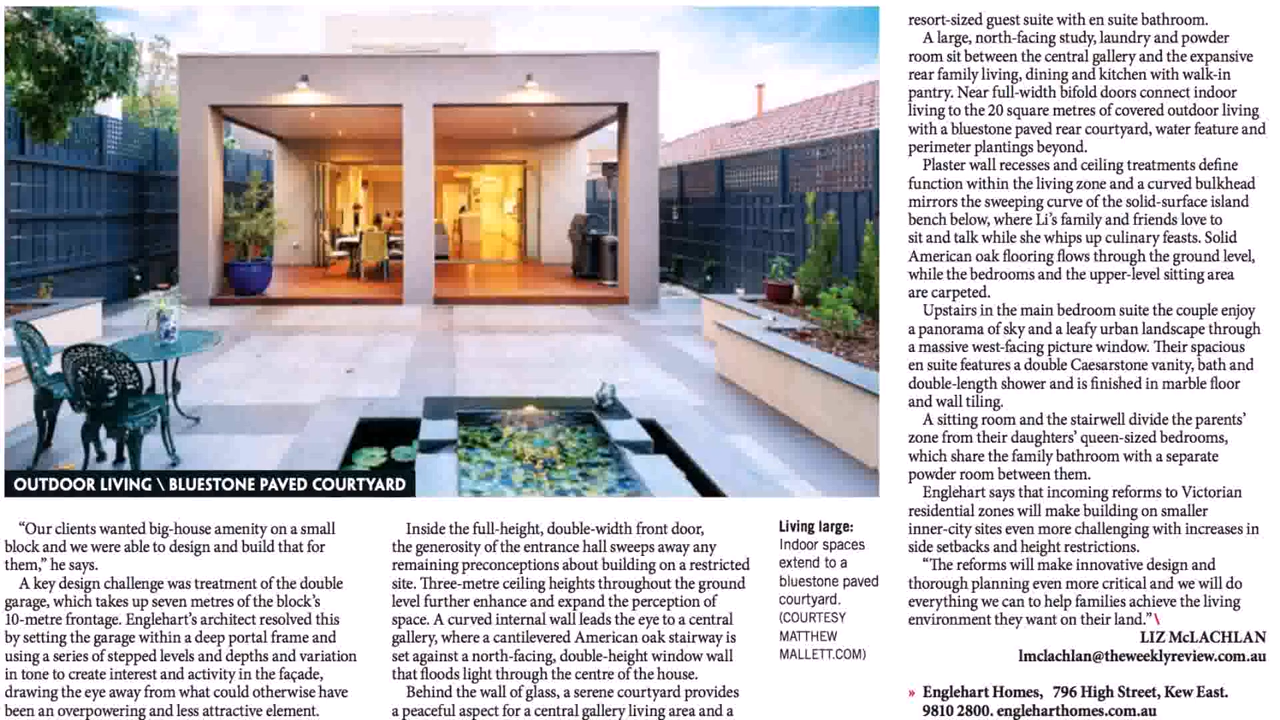 OUTDOOR LIVING \ BLUESTONE PAVED COURTYARD
“Our clients wanted big-house amenity on a small
block and we were able to design and build that for
them,” he says.
A key design challenge was treatment of the double
garage, which takes up seven metres of the block’s
10-metre frontage. Englehart’s architect resolved this
by setting the garage within a deep portal frame and
using a series of stepped levels and depths and variation
in tone to create interest and activity in the façade,
drawing the eye away from what could otherwise have
been an overpowering and less attractive element.
Inside the full-height, double-width front door,
the generosity of the entrance hall sweeps away any
remaining preconceptions about building on a restricted
site. Three-metre ceiling heights throughout the ground
level further enhance and expand the perception of
space. A curved internal wall leads the eye to a central
gallery, where a cantilevered American oak stairway is
set against a north-facing, double-height window wall
that floods light through the centre of the house.
Behind the wall of glass, a serene courtyard provides
a peaceful aspect for a central gallery living area and a
Living large:
Indoor spaces
extend to a
bluestone paved
courtyard.
(COURTESY
MATTHEW
MALLETT.COM)
resort-sized guest suite with en suite bathroom.
A large, north-facing study, laundry and powder
room sit between the central gallery and the expansive
rear family living, dining and kitchen with walk-in
pantry. Near full-width bifold doors connect indoor
living to the 20 square metres of covered outdoor living
with a bluestone paved rear courtyard, water feature and
perimeter plantings beyond.
Plaster wall recesses and ceiling treatments define
function within the living zone and a curved bulkhead
mirrors the sweeping curve of the solid-surface island
bench below, where Li’s family and friends love to
sit and talk while she whips up culinary feasts. Solid
American oak flooring flows through the ground level,
while the bedrooms and the upper-level sitting area
are carpeted.
Upstairs in the main bedroom suite the couple enjoy
a panorama of sky and a leafy urban landscape through
a massive west-facing picture window. Their spacious
en suite features a double Caesarstone vanity, bath and
double-length shower and is finished in marble floor
and wall tiling.
A sitting room and the stairwell divide the parents’
zone from their daughters’ queen-sized bedrooms,
which share the family bathroom with a separate
powder room between them.
Englehart says that incoming reforms to Victorian
residential zones will make building on smaller
inner-city sites even more challenging with increases in
side setbacks and height restrictions.
“The reforms will make innovative design and
thorough planning even more critical and we will do
everything we can to help families achieve the living
environment they want on their land.” \
LIZ McLACHLAN
lmclachlan@theweeklyreview.com.au
» Englehart Homes, 796 High Street, Kew East.
9810 2800. engleharthomes.com.au